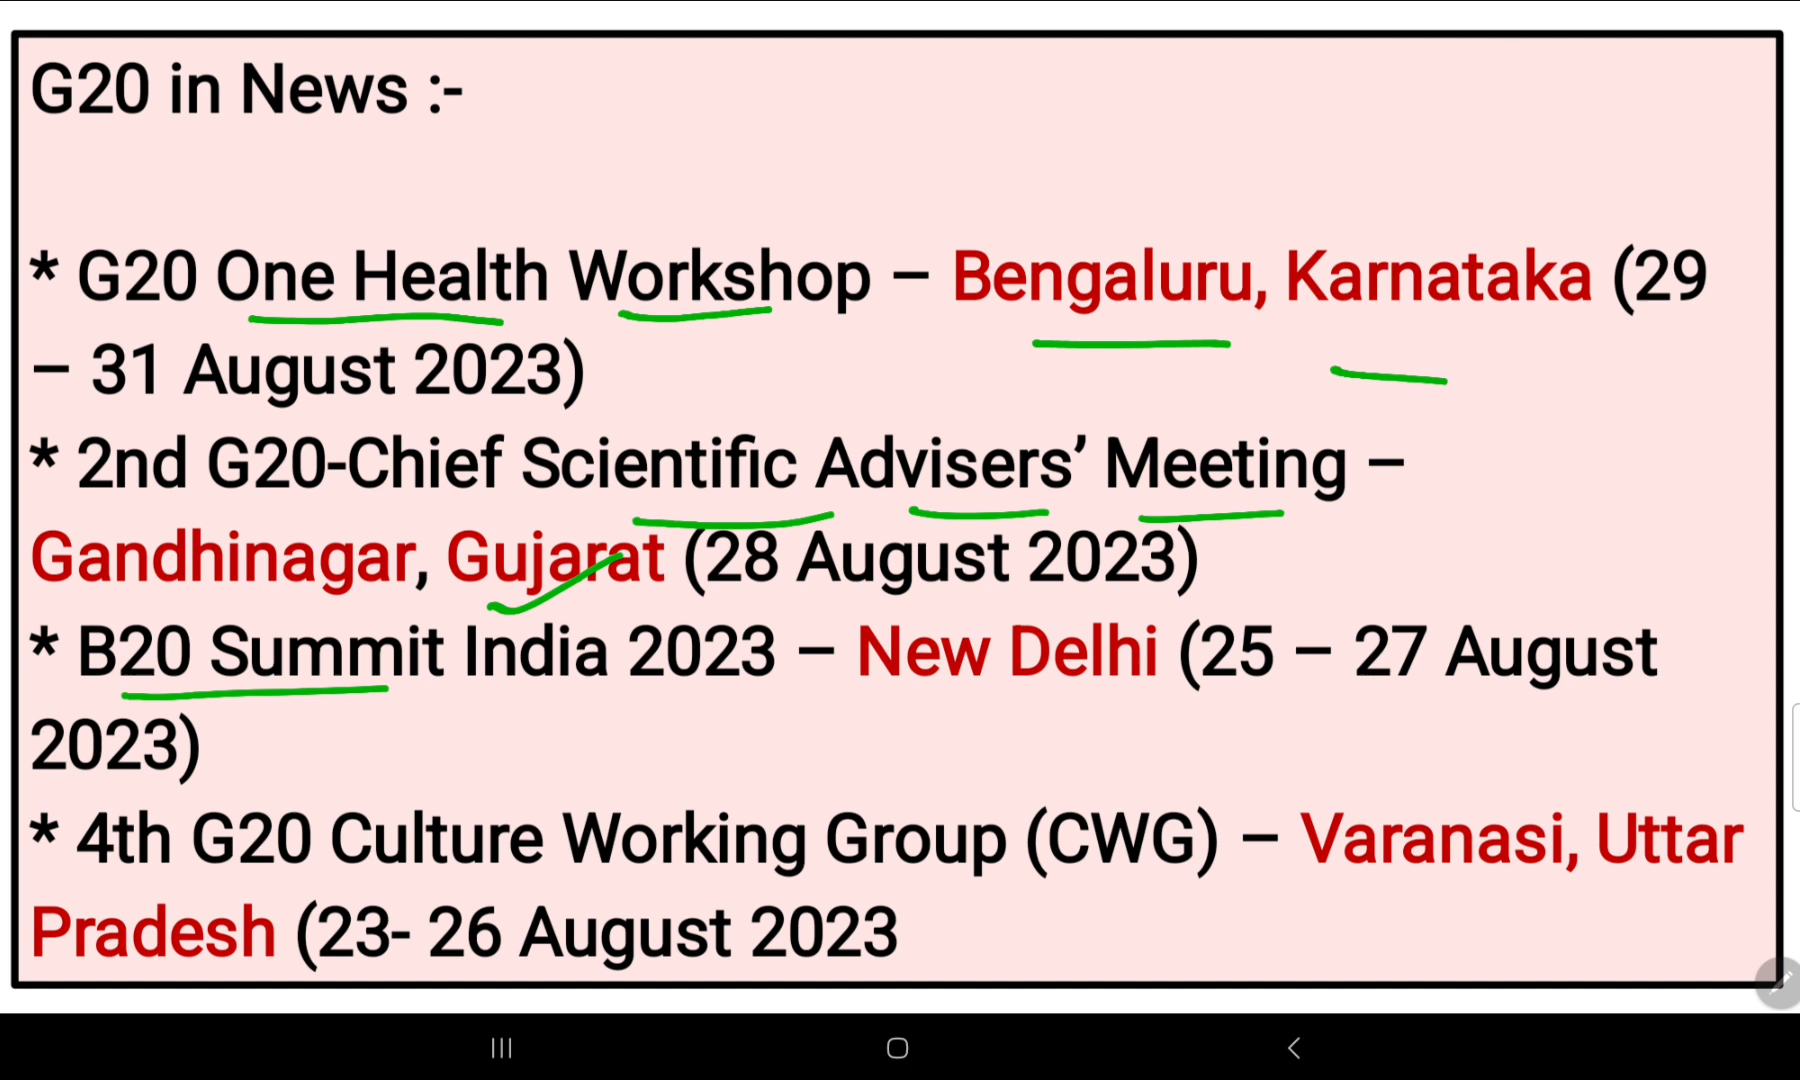 G20 in News :-
* G20 One Health Workshop – Bengaluru, Karnataka (29
– 31 August 2023)
* 2nd G20-Chief Scientific Advisers’ Meeting –
Gandhinagar, Gujarat (28 August 2023)
* B20 Summit India 2023 – New Delhi (25 – 27 August
2023)
* 4th G20 Culture Working Group (CWG) – Varanasi, Uttar
Pradesh (23- 26 August 2023